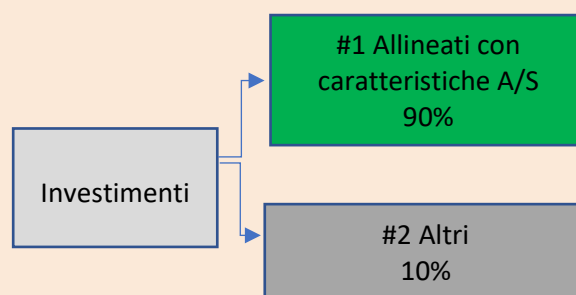 #1 Allineati con
caratteristiche A/S
90%
Investimenti
#2 Altri
10%